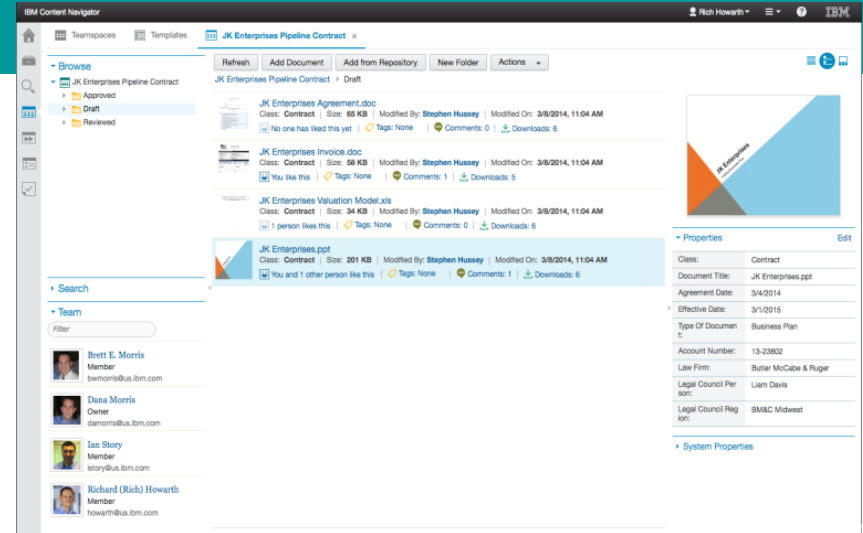 IBM Content Navigator
Rich Howarth
IBM
Teamspaces
Templates
JK Enterprises Pipeline Contract ×
Browse
JK Enterprises Pipeline Contract
Approved
Draft
Reviewed
Search
Team
Filter
Brett E. Morris
Member
bwmorris@us.ibm.com
Dana Morris
Owner
damorris@us.ibm.com
Ian Story
Member
istory@us.ibm.com
Richard (Rich) Howarth
Member
howarth@us.ibm.com
Refresh
Add Document
Add from Repository
New Folder
Actions
JK Enterprises Pipeline Contract > Draft
JK Enterprises Agreement.doc
Class: Contract | Size: 65 KB | Modified By: Stephen Hussey | Modified On: 3/8/2014, 11:04 AM
No one has liked this yet | Tags: None | Comments: 0 | Downloads: 6
JK Enterprises Invoice.doc
Class: Contract | Size: 58 KB | Modified By: Stephen Hussey | Modified On: 3/8/2014, 11:04 AM
You like this | Tags: None | Comments: 1 | Downloads: 5
JK Enterprises Valuation Model.xls
Class: Contract | Size: 34 KB | Modified By: Stephen Hussey | Modified On: 3/8/2014, 11:04 AM
1 person likes this | Tags: None | Comments: 0 | Downloads: 6
JK Enterprises.ppt
Class: Contract | Size: 201 KB | Modified By: Stephen Hussey | Modified On: 3/8/2014, 11:04 AM
You and 1 other person like this | Tags: None | Comments: 1 | Downloads: 6
JK Enterprises
Properties
Edit
Class: Contract
Document Title: JK Enterprises.ppt
Agreement Date: 3/4/2014
Effective Date: 3/1/2015
Type Of Documen Business Plan
t:
Account Number: 13-23802
Law Firm: Butler McCabe & Ruger
Legal Council Per Liam Davis
son:
Legal Council Reg BM&C Midwest
ion:
System Properties